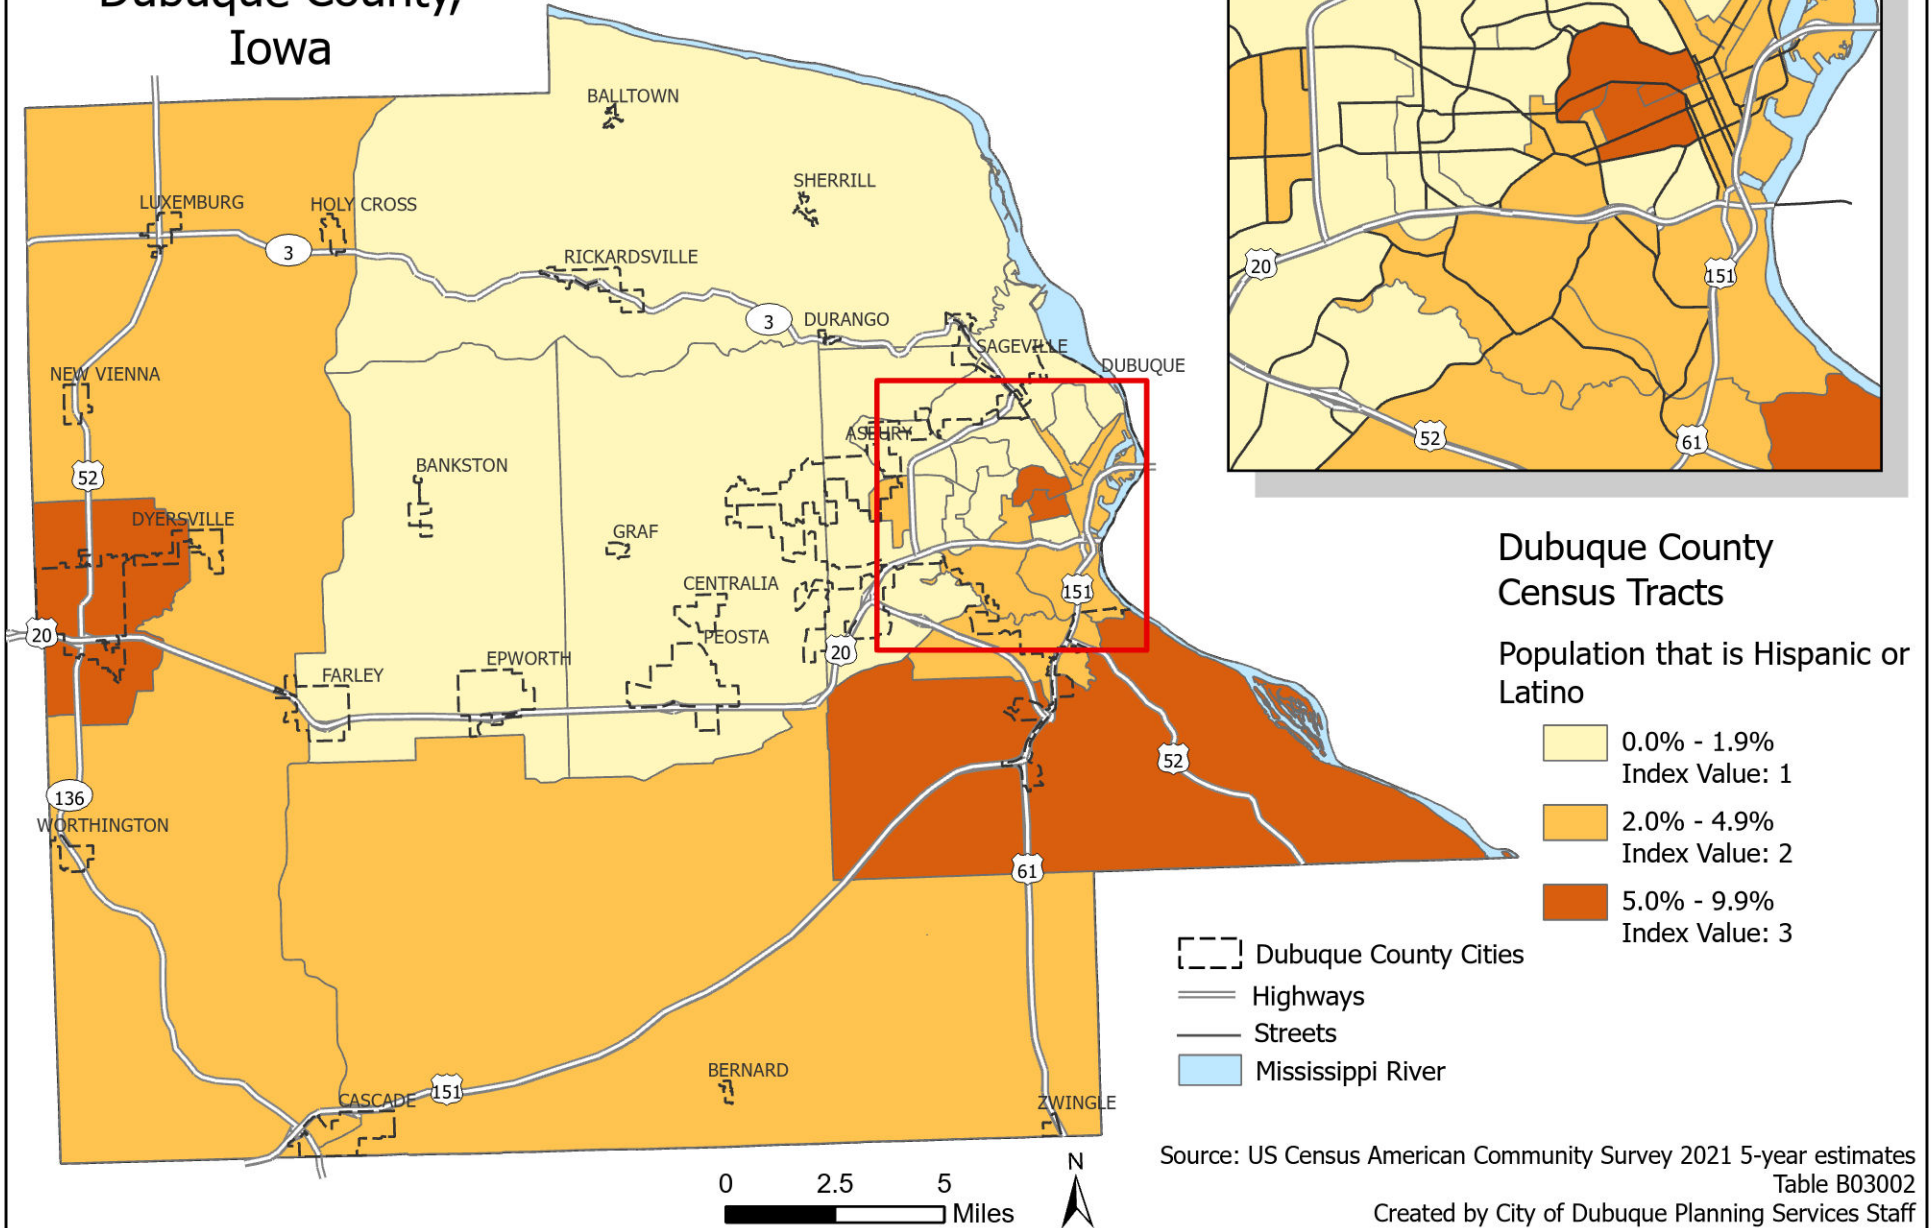 Dubuque County,
Iowa
BALLTOWN
SHERRILL
LUXEMBURG
HOLY CROSS
3
RICKARDSVILLE
3
DURANGO
SAGEVILLE
DUBUQUE
NEW VIENNA
ASBURY
52
BANKSTON
DYERSVILLE
GRAF
CENTRALIA
151
20
PEOSTA
20
EPWORTH
FARLEY
52
136
WORTHINGTON
61
BERNARD
151
CASCADE
ZWINGLE
20
151
52
61
Dubuque County
Census Tracts
Population that is Hispanic or
Latino
0.0% - 1.9%
Index Value: 1
2.0% - 4.9%
Index Value: 2
5.0% - 9.9%
Index Value: 3
Dubuque County Cities
Highways
Streets
Mississippi River
0 2.5 5
Miles
N
Source: US Census American Community Survey 2021 5-year estimates
Table B03002
Created by City of Dubuque Planning Services Staff